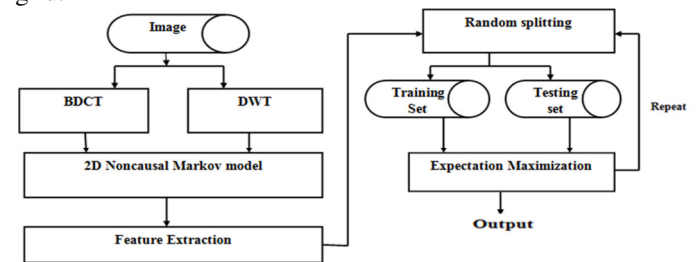 Image
BDCT
DWT
2D Noncausal Markov model
Feature Extraction
Random splitting
Training
Set
Testing
set
Repeat
Expectation Maximization
Output